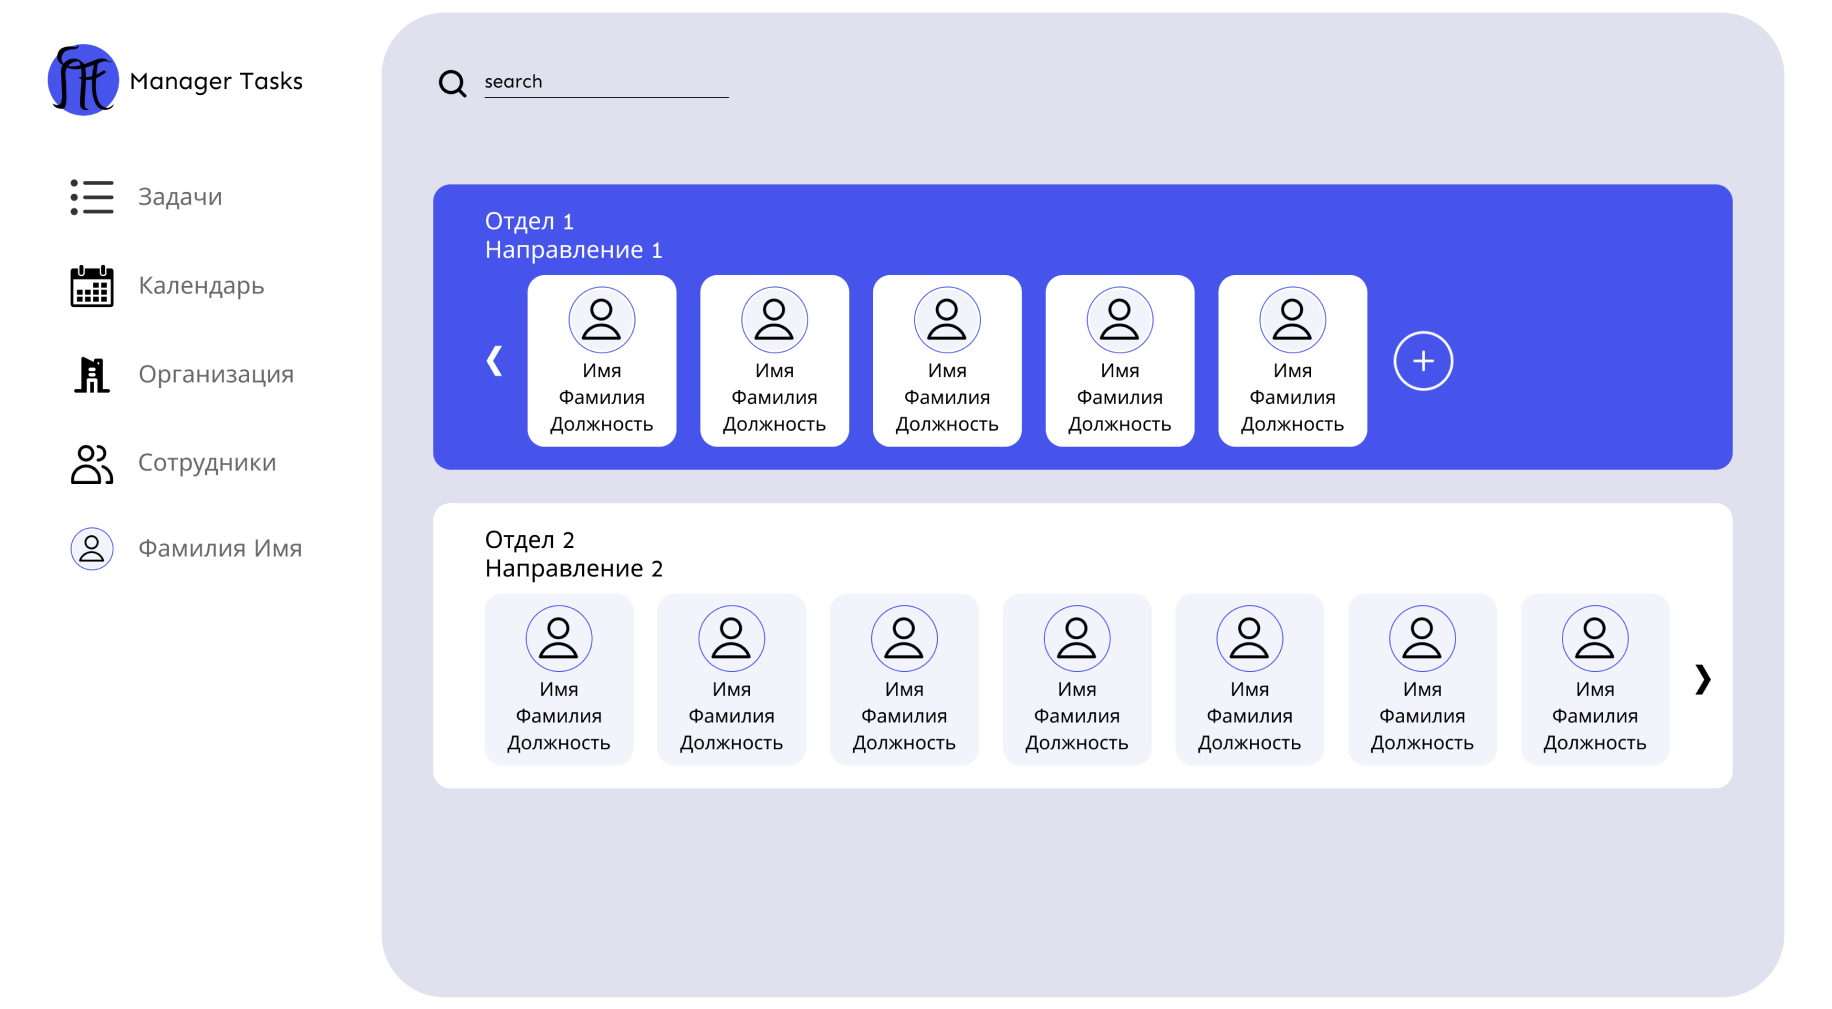 Manager Tasks
search
Задачи
Календарь
Организация
Сотрудники
Фамилия Имя
Отдел 1
Направление 1
Имя
Фамилия
Должность
Имя
Фамилия
Должность
Имя
Фамилия
Должность
Имя
Фамилия
Должность
Имя
Фамилия
Должность
Отдел 2
Направление 2
Имя
Фамилия
Должность
Имя
Фамилия
Должность
Имя
Фамилия
Должность
Имя
Фамилия
Должность
Имя
Фамилия
Должность
Имя
Фамилия
Должность
Имя
Фамилия
Должность